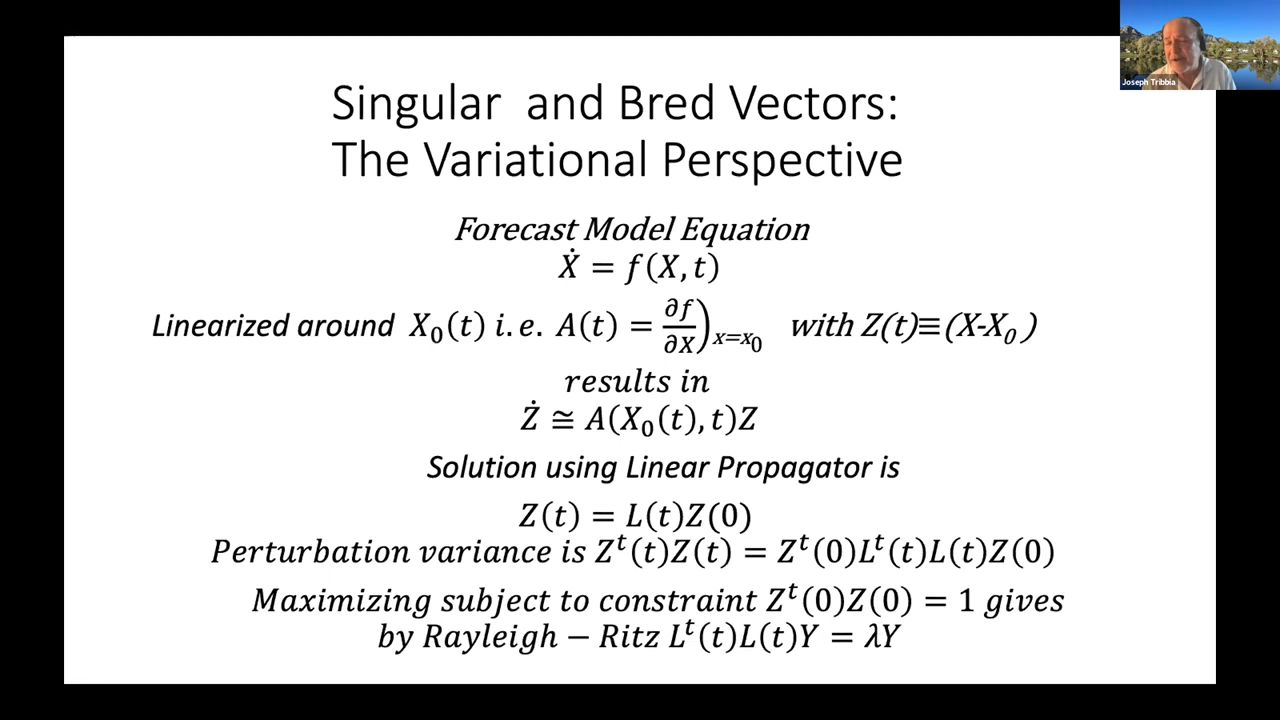 Joseph Tribbia
Singular and Bred Vectors:
The Variational Perspective
Forecast Model Equation
Ẋ = f(X, t)
Linearized around X₀(t) i.e. A(t) = ∂f/∂X)ₓ₌ₓ₀ with Z(t)≡(X-X₀)
results in
Ż ≅ A(X₀(t), t)Z
Solution using Linear Propagator is
Z(t) = L(t)Z(0)
Perturbation variance is Zᵗ(t)Z(t) = Zᵗ(0)Lᵗ(t)L(t)Z(0)
Maximizing subject to constraint Zᵗ(0)Z(0) = 1 gives
by Rayleigh − Ritz Lᵗ(t)L(t)Y = λY